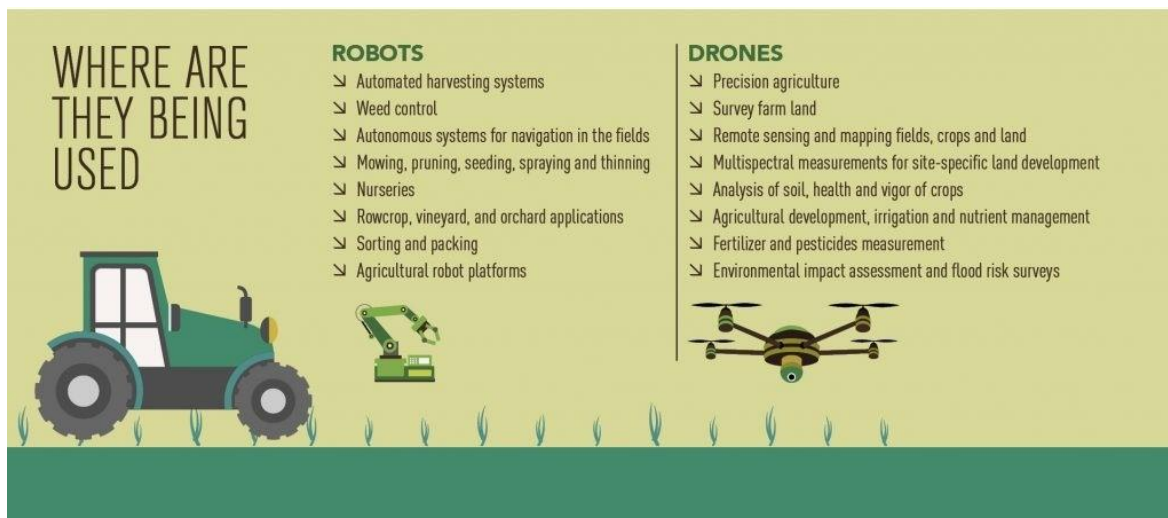 WHERE ARE
THEY BEING
USED
ROBOTS
Automated harvesting systems
Weed control
Autonomous systems for navigation in the fields
Mowing, pruning, seeding, spraying and thinning
Nurseries
Rowcrop, vineyard, and orchard applications
Sorting and packing
Agricultural robot platforms
DRONES
Precision agriculture
Survey farm land
Remote sensing and mapping fields, crops and land
Multispectral measurements for site-specific land development
Analysis of soil, health and vigor of crops
Agricultural development, irrigation and nutrient management
Fertilizer and pesticides measurement
Environmental impact assessment and flood risk surveys